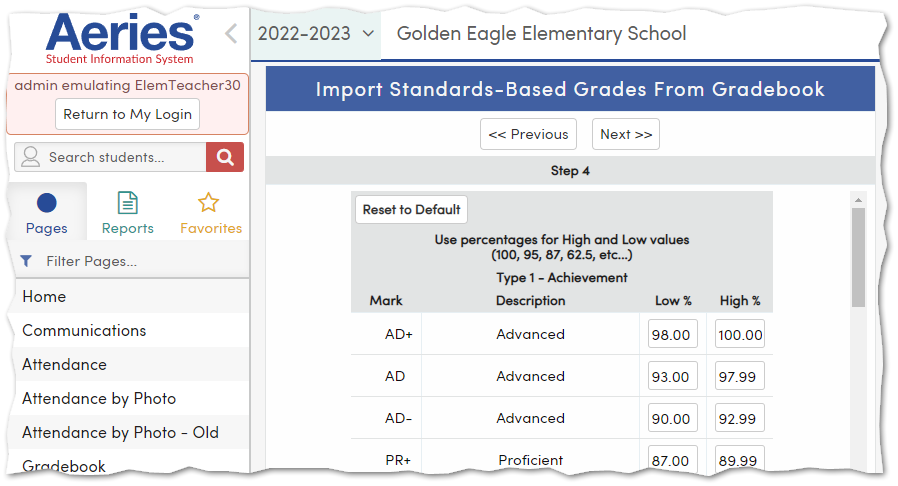 Aeries®
Student Information System
admin emulating ElemTeacher30
Return to My Login
Search students...
Pages
Reports
Favorites
Filter Pages...
Home
Communications
Attendance
Attendance by Photo
Attendance by Photo - Old
Gradebook
2022-2023
Golden Eagle Elementary School
Import Standards-Based Grades From Gradebook
<< Previous Next >>
Step 4
Reset to Default
Use percentages for High and Low values
(100, 95, 87, 62.5, etc...)
Type 1 - Achievement
Mark Description Low % High %
AD+ Advanced 98.00 100.00
AD Advanced 93.00 97.99
AD- Advanced 90.00 92.99
PR+ Proficient 87.00 89.99